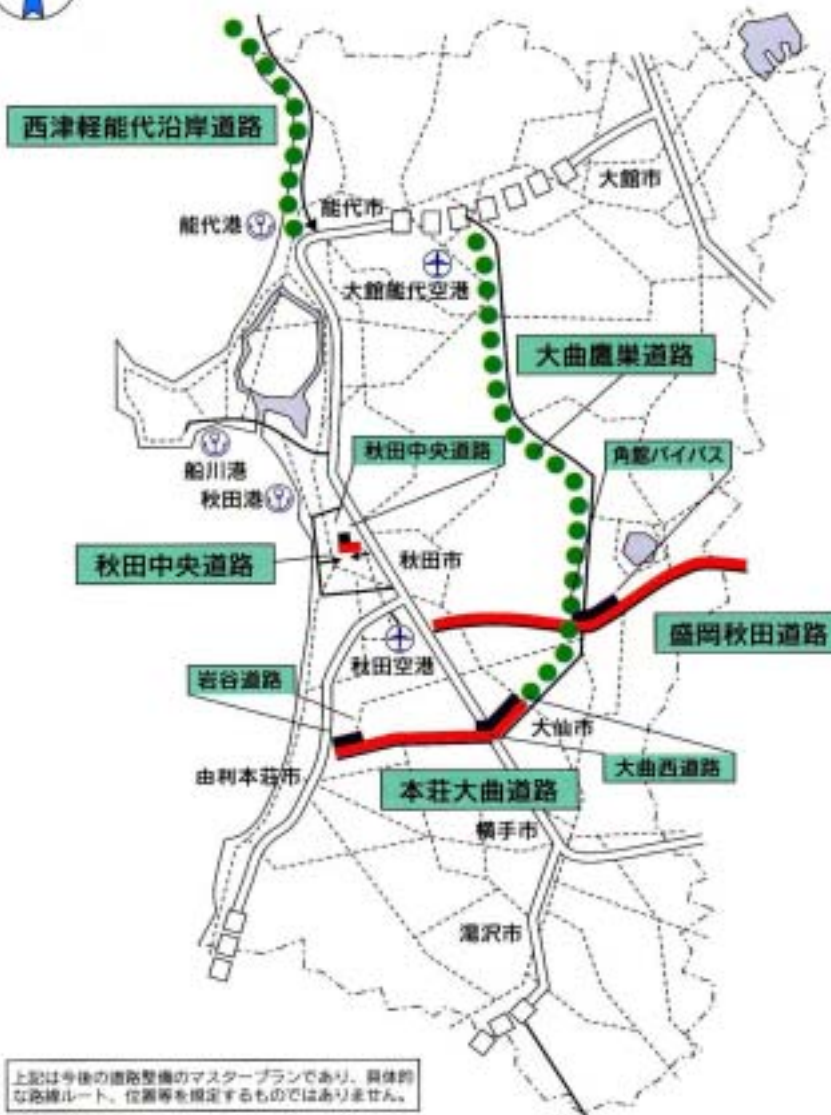 西津軽能代沿岸道路
大館市
能代市
能代港
大館能代空港
大曲鷹巣道路
秋田中央道路
角館バイパス
船川港
秋田港
秋田中央道路
秋田市
盛岡秋田道路
秋田空港
岩谷道路
大仙市
大曲西道路
由利本荘市
本荘大曲道路
横手市
湯沢市
上記は今後の道路整備のマスタープランであり、具体的
な路線ルート、位置等を規定するものではありません。